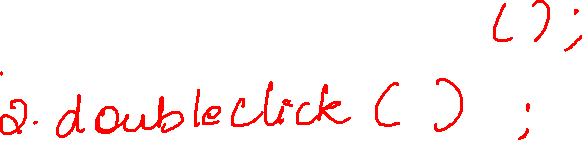 ();
2. doubleclick ( ) ;